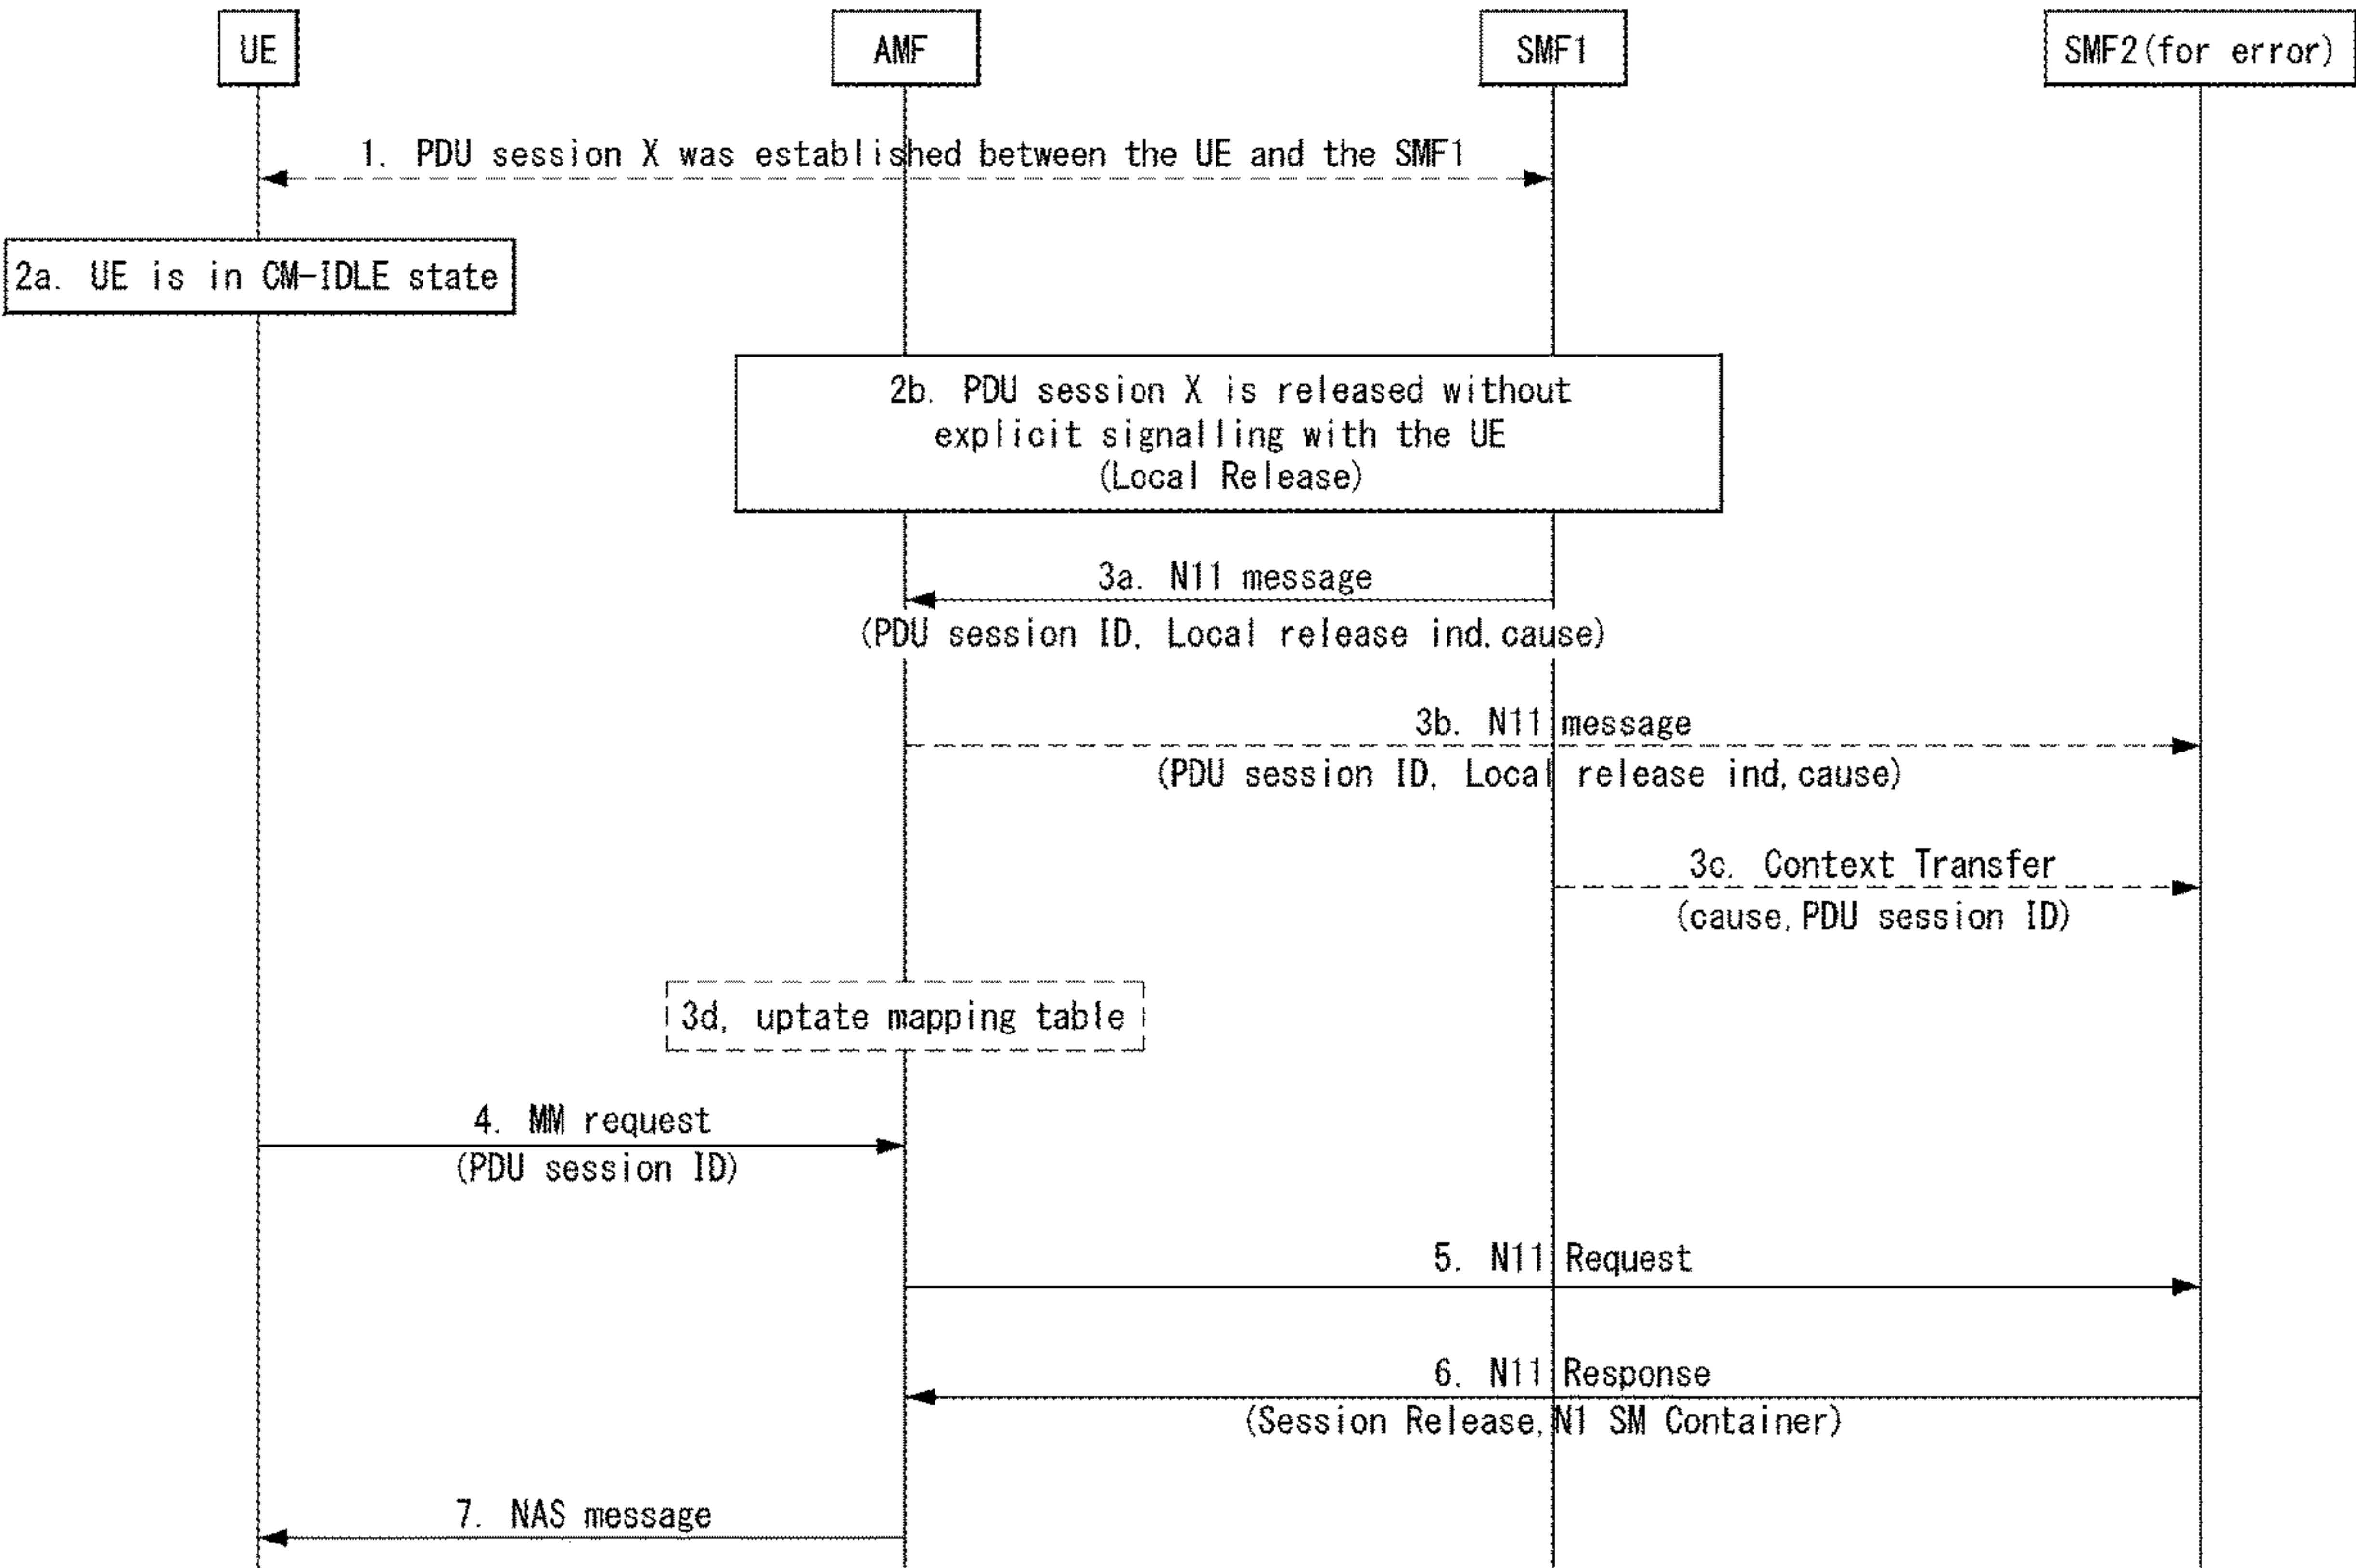 UE
AMF
SMF1
SMF2(for error)
1. PDU session X was established between the UE and the SMF1
2a. UE is in CM-IDLE state
2b. PDU session X is released without
explicit signalling with the UE
(Local Release)
3a. N11 message
(PDU session ID, Local release ind,cause)
3b. N11 message
(PDU session ID, Local release ind,cause)
3c. Context Transfer
(cause,PDU session ID)
3d, uptate mapping table
4. MM request
(PDU session ID)
5. N11 Request
6. N11 Response
(Session Release,N1 SM Container)
7. NAS message